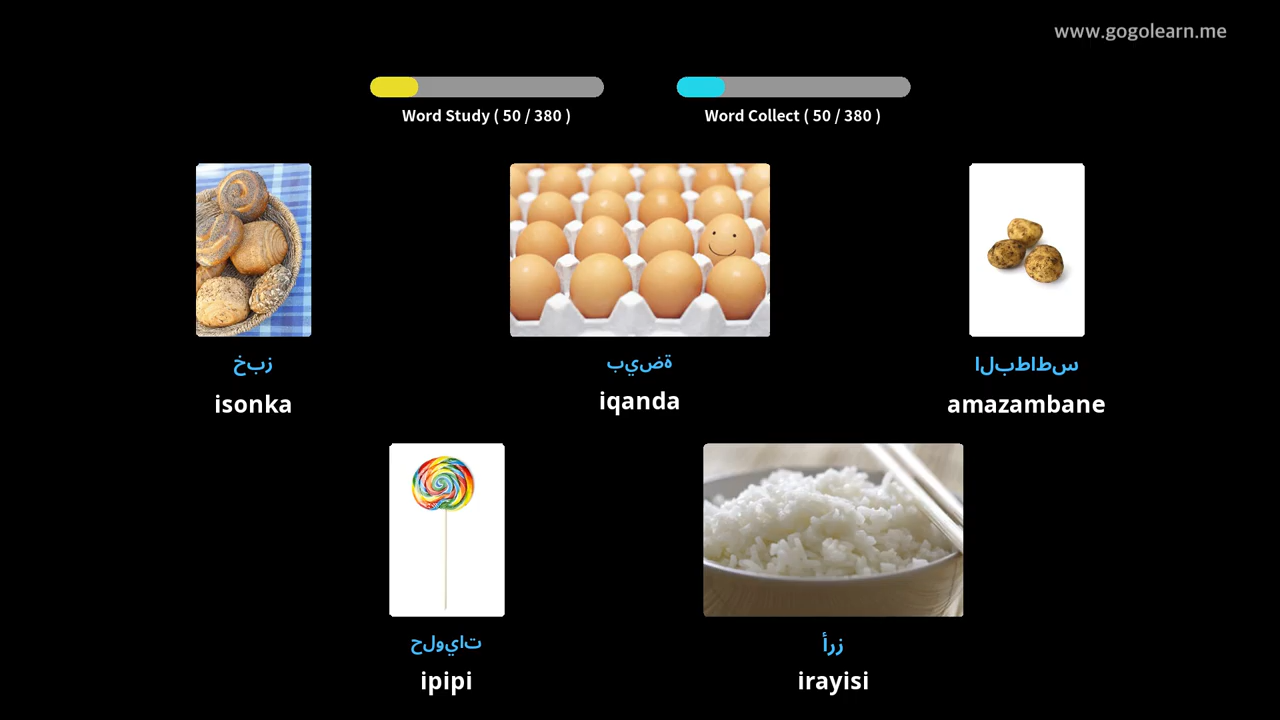 www.gogolearn.me
Word Study ( 50 / 380 )
Word Collect ( 50 / 380 )
خبز
isonka
بيضة
iqanda
البطاطس
amazambane
حلويات
ipipi
أرز
irayisi